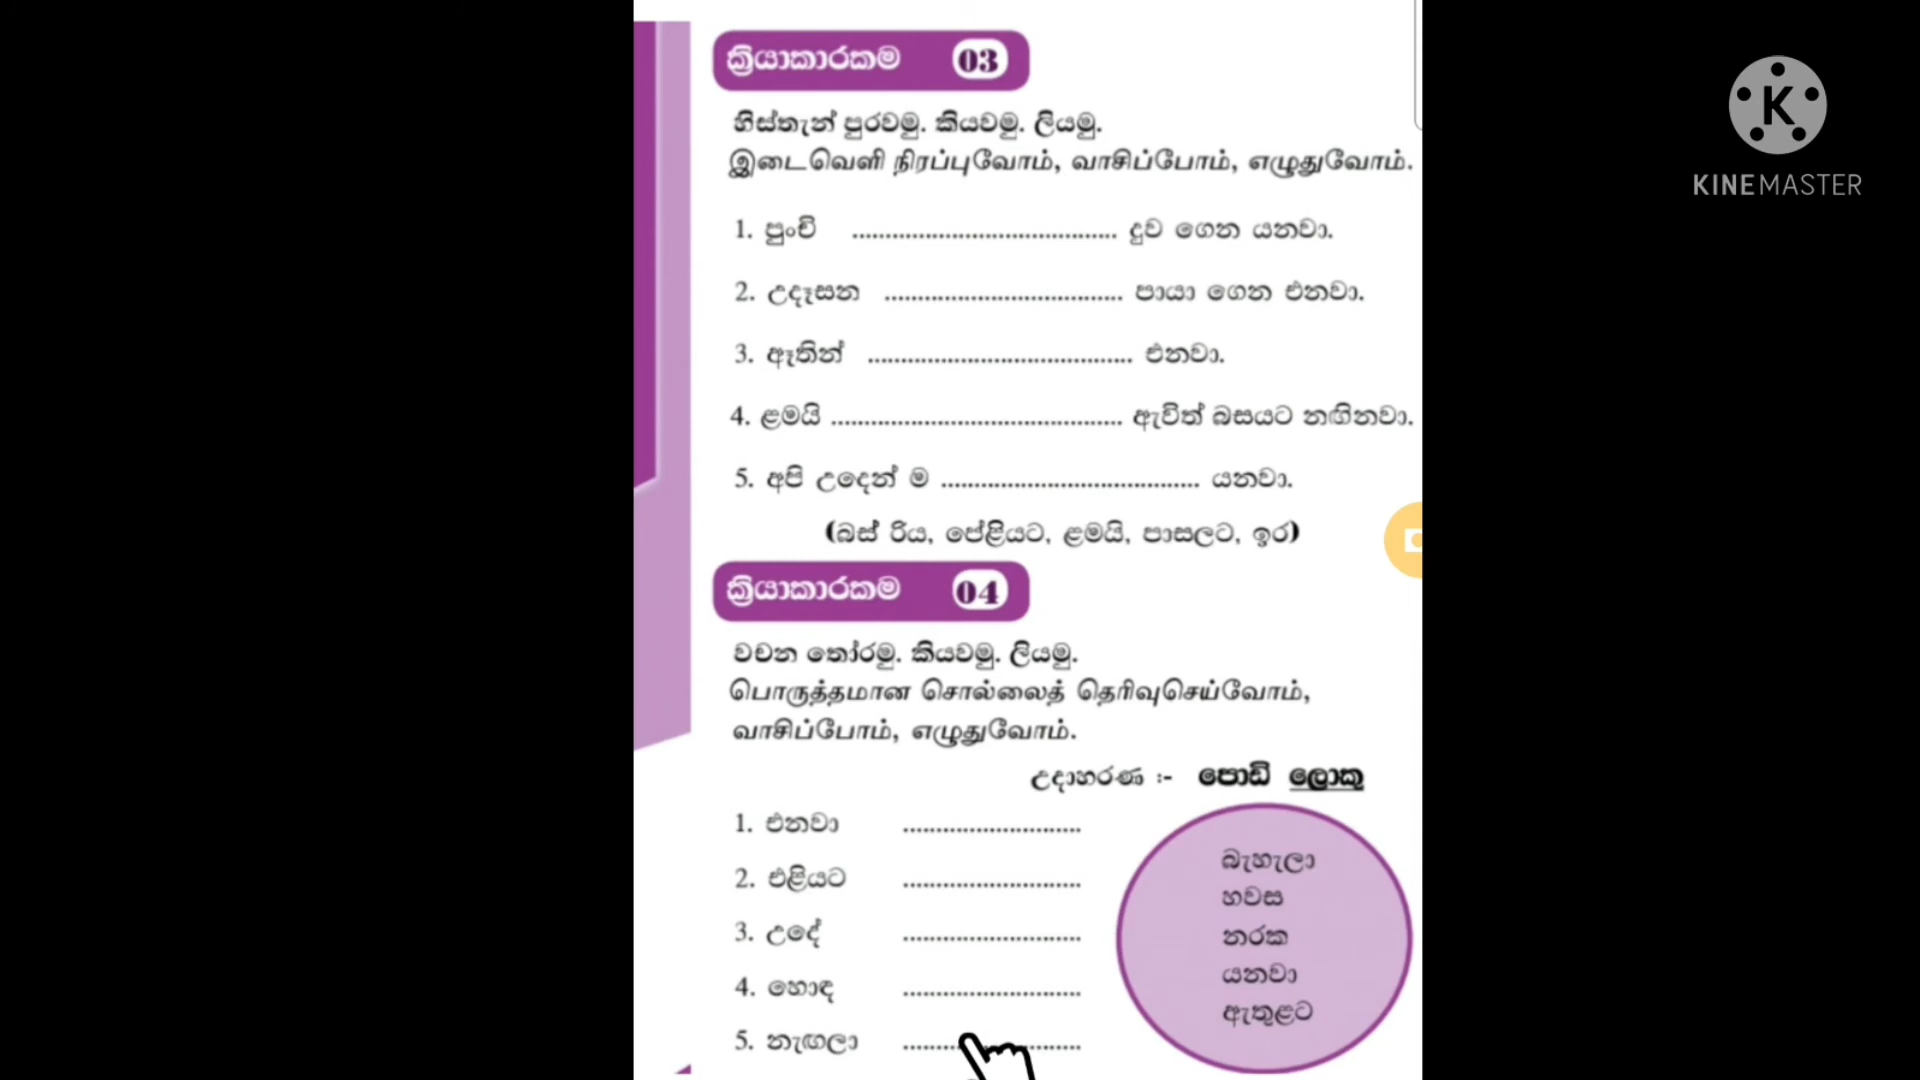 ක්‍රියාකාරකම 03
හිස්තැන් පුරවමු. කියවමු. ලියමු.
இடைவெளி நிரப்புவோம், வாசிப்போம், எழுதுவோம்.
1. පුංචි ........................................ දුව ගෙන යනවා.
2. උදෑසන .................................... පායා ගෙන එනවා.
3. ඈතින් ........................................ එනවා.
4. ළමයි ............................................ ඇවිත් බසයට නඟිනවා.
5. අපි උදෙන් ම ....................................... යනවා.
(බස් රිය, පේළියට, ළමයි, පාසලට, ඉර)
ක්‍රියාකාරකම 04
වචන තෝරමු. කියවමු. ලියමු.
பொருத்தமான சொல்லைத் தெரிவுசெய்வோம்,
வாசிப்போம், எழுதுவோம்.
උදාහරණ :- පොඩි ලොකු
1. එනවා ...........................
2. එළියට ...........................
3. උදේ ...........................
4. හොඳ ...........................
5. නැඟලා ...........................
බැහැලා
හවස
නරක
යනවා
ඇතුළට
K
KINEMASTER